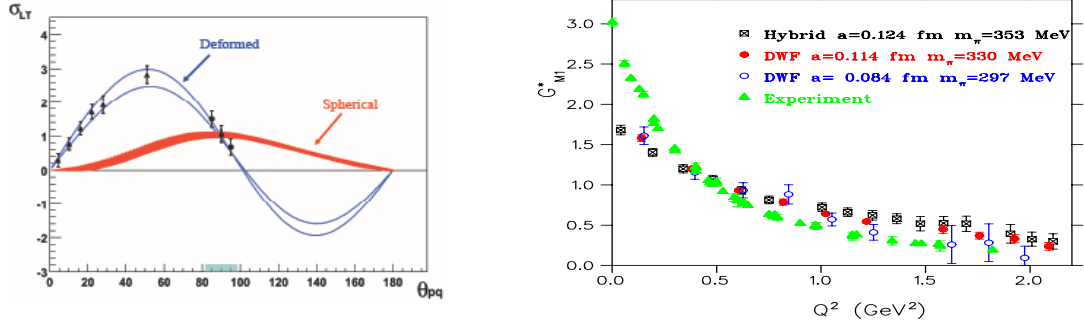 σLT
Deformed
Spherical
4
3
2
1
0
-1
-2
-3
0 20 40 60 80 100 120 140 160 180
θpq
G*M1
3.0
2.5
2.0
1.5
1.0
0.5
0.0
Hybrid a=0.124 fm mπ=353 MeV
DWF a=0.114 fm mπ=330 MeV
DWF a= 0.084 fm mπ=297 MeV
Experiment
0.0 0.5 1.0 1.5 2.0
Q² (GeV²)